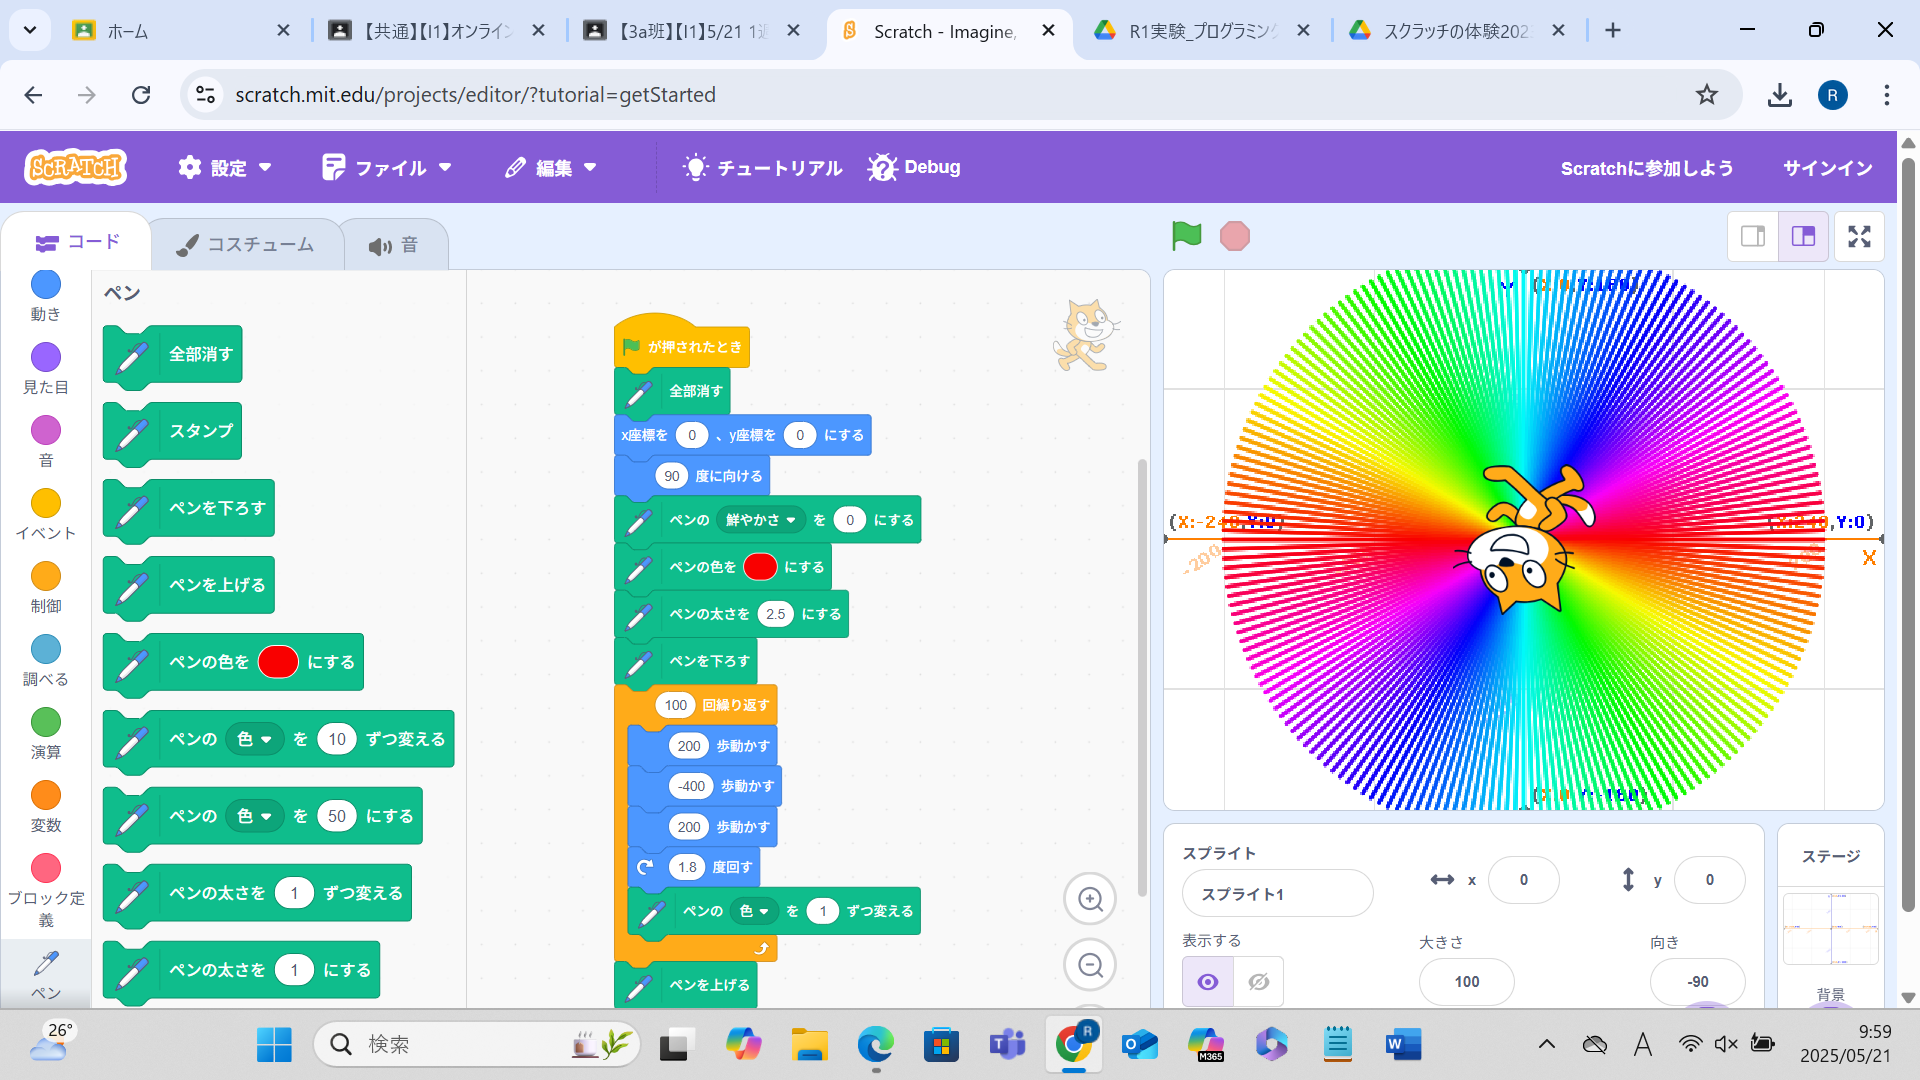 ホーム
【共通】【I1】オンライン
【3a班】【I1】5/21 1週
Scratch - Imagine,
R1実験_プログラミング
スクラッチの体験202
scratch.mit.edu/projects/editor/?tutorial=getStarted
R
SCRATCH
設定
ファイル
編集
チュートリアル
Debug
Scratchに参加しよう
サインイン
コード
コスチューム
音
動き
見た目
音
イベント
制御
調べる
演算
変数
ブロック定
義
ペン
ペン
全部消す
スタンプ
ペンを下ろす
ペンを上げる
ペンの色を にする
ペンの 色 を 10 ずつ変える
ペンの 色 を 50 にする
ペンの太さを 1 ずつ変える
ペンの太さを 1 にする
が押されたとき
全部消す
x座標を 0 、y座標を 0 にする
90 度に向ける
ペンの 鮮やかさ を 0 にする
ペンの色を にする
ペンの太さを 2.5 にする
ペンを下ろす
100 回繰り返す
200 歩動かす
-400 歩動かす
200 歩動かす
1.8 度回す
ペンの 色 を 1 ずつ変える
ペンを上げる
(X:0,Y:180)
(X:-240,Y:0)
(X:240,Y:0)
-200
X
(X:0,Y:-180)
スプライト
スプライト1
x 0
y 0
表示する
大きさ
100
向き
-90
ステージ
背景
26°
検索
R
M365
A
9:59
2025/05/21